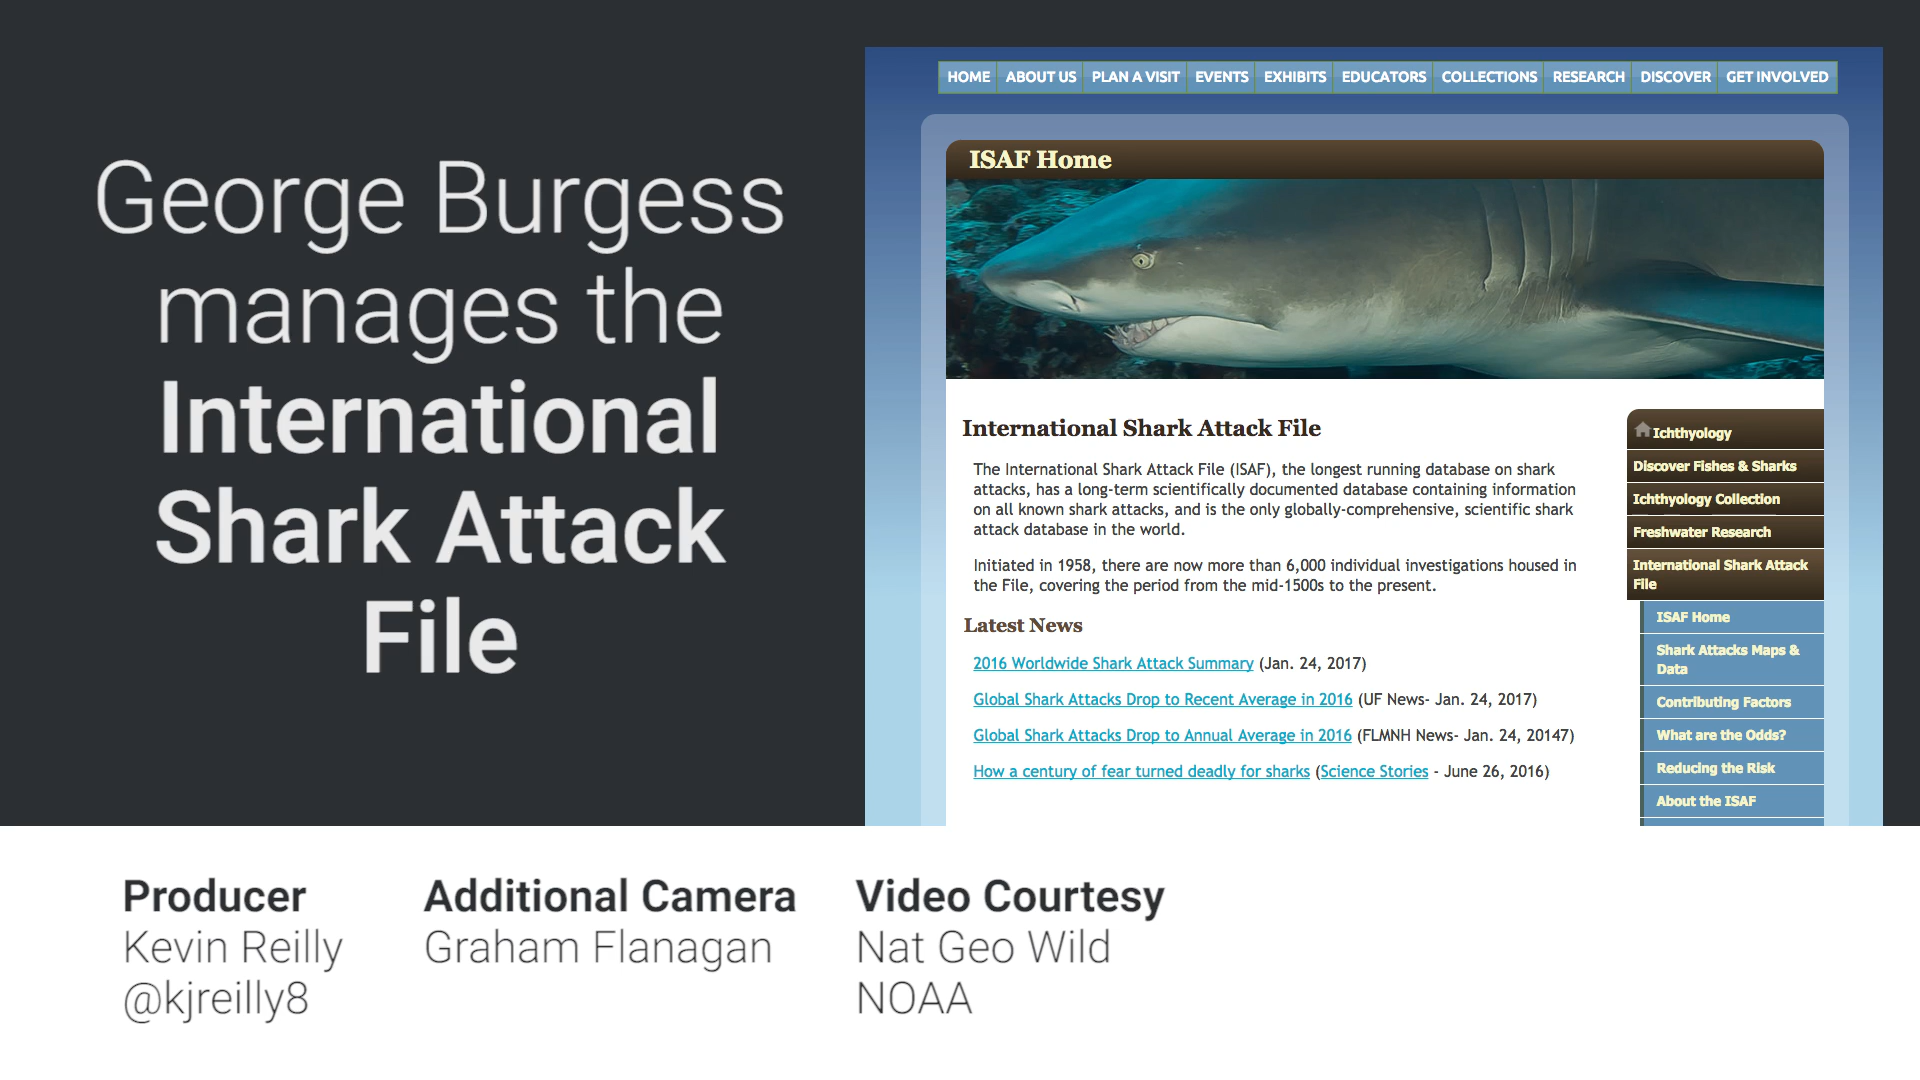 George Burgess
manages the
International
Shark Attack
File
HOME ABOUT US PLAN A VISIT EVENTS EXHIBITS EDUCATORS COLLECTIONS RESEARCH DISCOVER GET INVOLVED
ISAF Home
International Shark Attack File
The International Shark Attack File (ISAF), the longest running database on shark
attacks, has a long-term scientifically documented database containing information
on all known shark attacks, and is the only globally-comprehensive, scientific shark
attack database in the world.
Initiated in 1958, there are now more than 6,000 individual investigations housed in
the File, covering the period from the mid-1500s to the present.
Latest News
2016 Worldwide Shark Attack Summary (Jan. 24, 2017)
Global Shark Attacks Drop to Recent Average in 2016 (UF News- Jan. 24, 2017)
Global Shark Attacks Drop to Annual Average in 2016 (FLMNH News- Jan. 24, 20147)
How a century of fear turned deadly for sharks (Science Stories - June 26, 2016)
Ichthyology
Discover Fishes & Sharks
Ichthyology Collection
Freshwater Research
International Shark Attack
File
ISAF Home
Shark Attacks Maps &
Data
Contributing Factors
What are the Odds?
Reducing the Risk
About the ISAF
Producer
Kevin Reilly
@kjreilly8
Additional Camera
Graham Flanagan
Video Courtesy
Nat Geo Wild
NOAA